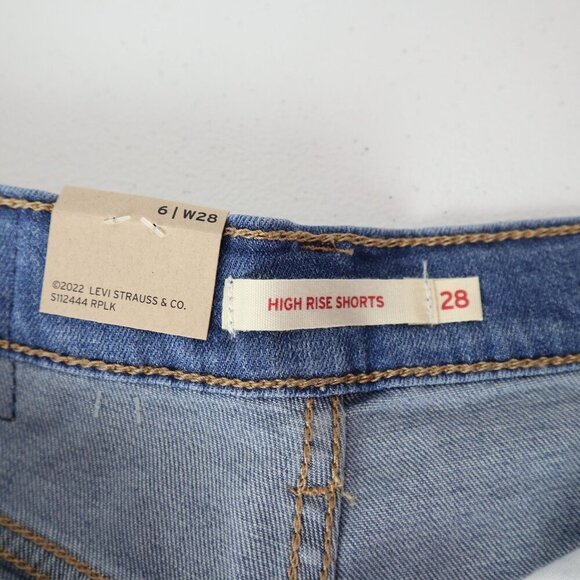 6 | W28
©2022 LEVI STRAUSS & CO.
S112444 RPLK
HIGH RISE SHORTS 28